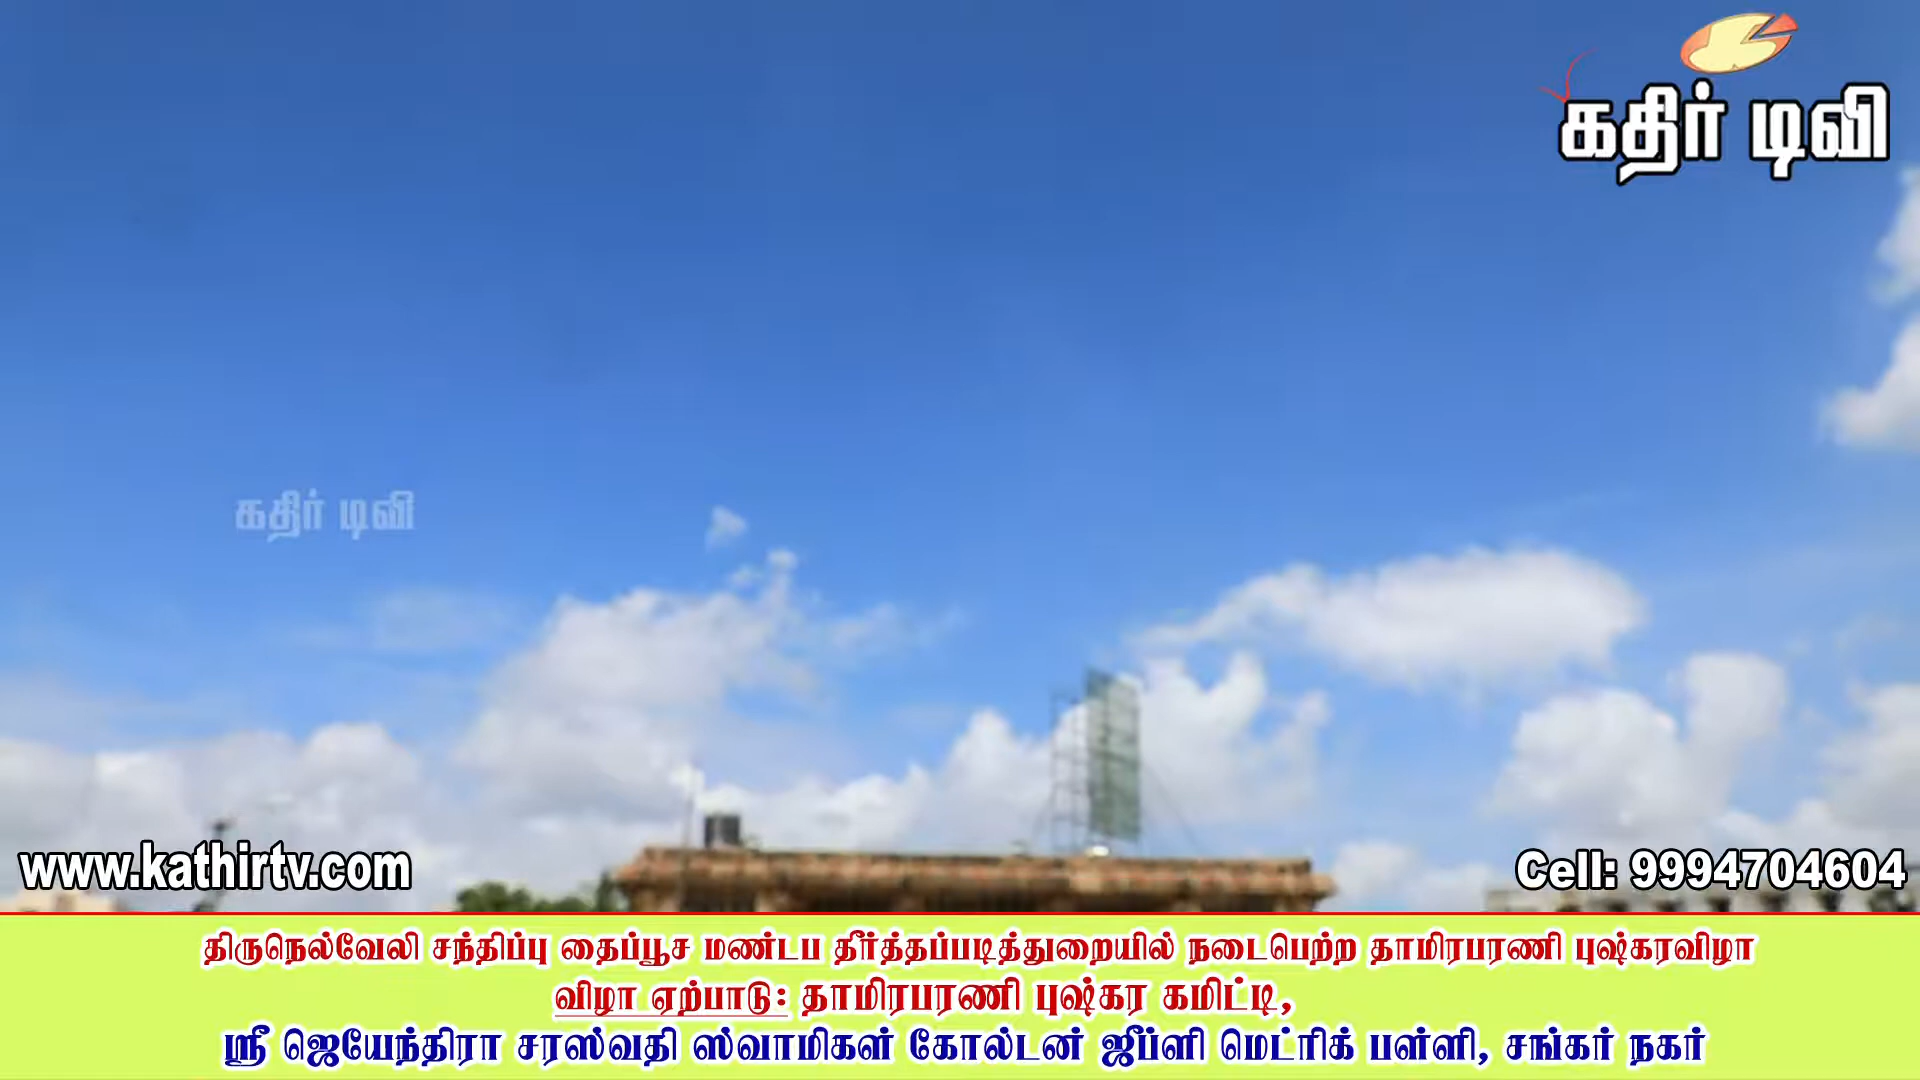 கதிர் டிவி
கதிர் டிவி
www.kathirtv.com
Cell: 9994704604
திருநெல்வேலி சந்திப்பு தைப்பூச மண்டப தீர்த்தப்படித்துறையில் நடைபெற்ற தாமிரபரணி புஷ்கரவிழா
விழா ஏற்பாடு: தாமிரபரணி புஷ்கர கமிட்டி,
ஸ்ரீ ஜெயேந்திரா சரஸ்வதி ஸ்வாமிகள் கோல்டன் ஜீப்ளி மெட்ரிக் பள்ளி, சங்கர் நகர்